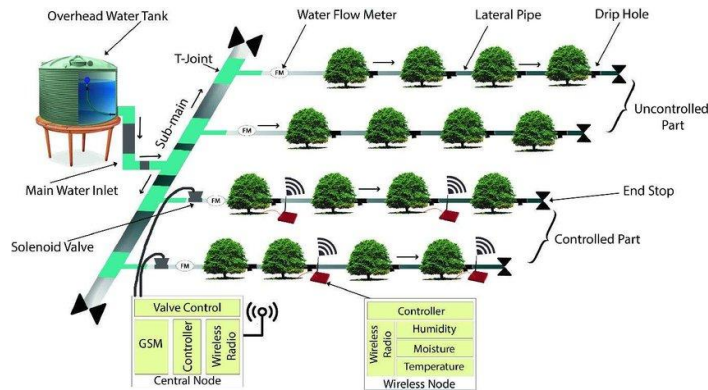 Overhead Water Tank
Water Flow Meter
Lateral Pipe
Drip Hole
T-Joint
FM
Sub-main
Uncontrolled Part
FM
Main Water Inlet
FM
End Stop
Solenoid Valve
Controlled Part
FM
Valve Control
GSM
Controller
Wireless Radio
Central Node
Controller
Wireless Radio
Humidity
Moisture
Temperature
Wireless Node